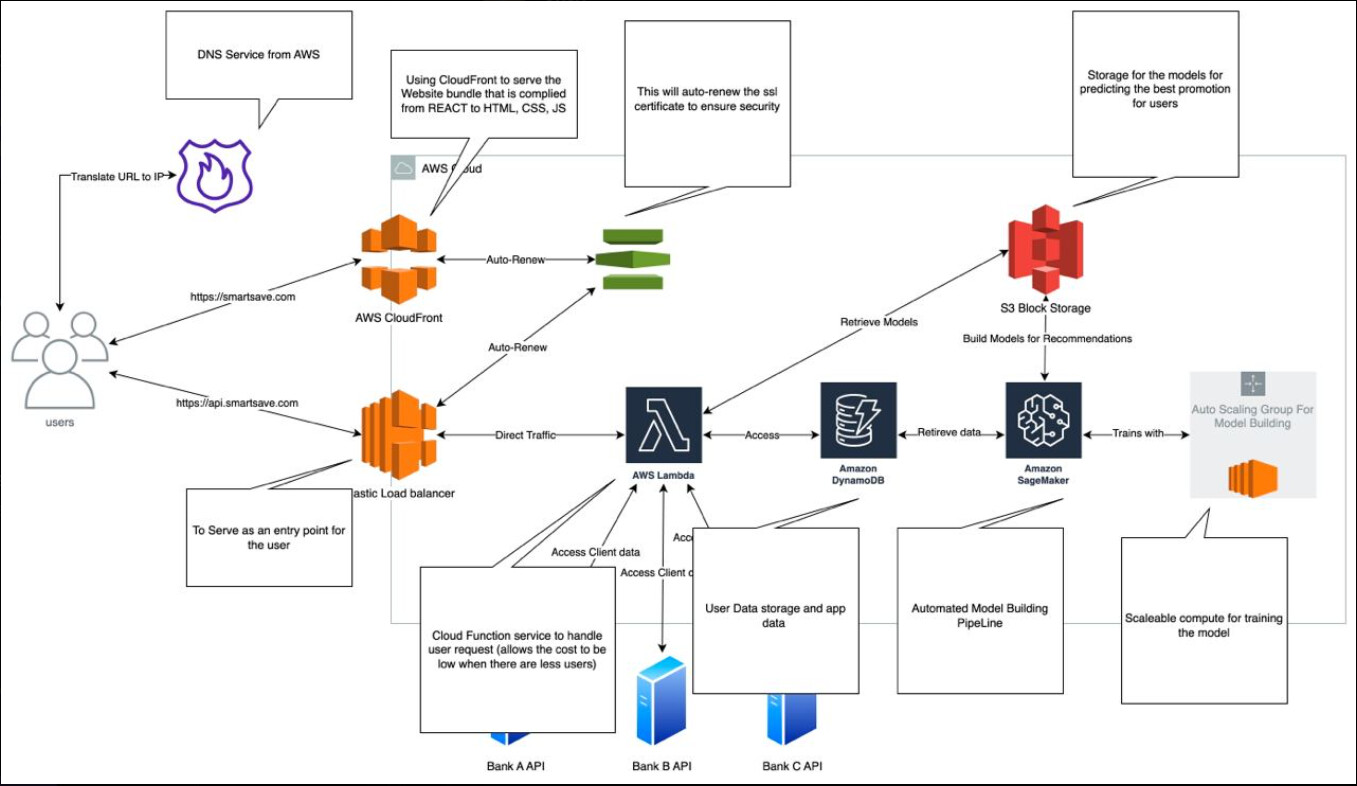 DNS Service from AWS
Using CloudFront to serve the
Website bundle that is complied
from REACT to HTML, CSS, JS
This will auto-renew the ssl
certificate to ensure security
Storage for the models for
predicting the best promotion
for users
Translate URL to IP
AWS Cloud
Auto-Renew
https://smartsave.com
AWS CloudFront
S3 Block Storage
Retrieve Models
Build Models for Recommendations
Auto-Renew
https://api.smartsave.com
users
Auto Scaling Group For
Model Building
Direct Traffic
Access
Retireve data
Trains with
AWS Lambda
Amazon
DynamoDB
Amazon
SageMaker
Load balancer
To Serve as an entry point for
the user
Access Client data
Access Client
Cloud Function service to handle
user request (allows the cost to be
low when there are less users)
User Data storage and app
data
Automated Model Building
PipeLine
Scaleable compute for training
the model
Bank A API
Bank B API
Bank C API